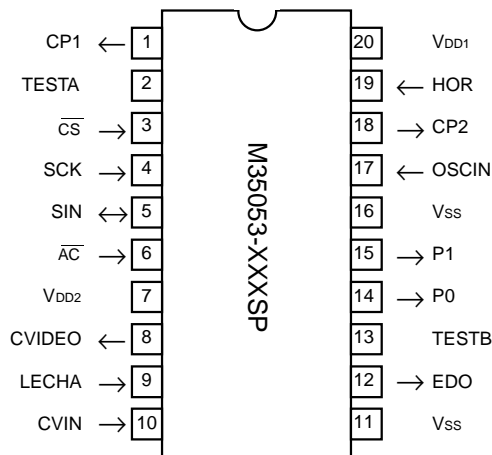 CP1 ← 1 20 VDD1
TESTA 2 19 ← HOR
C̅S̅ → 3 18 → CP2
SCK → 4 17 ← OSCIN
SIN ↔ 5 16 VSS
A̅C̅ → 6 15 → P1
VDD2 7 14 → P0
CVIDEO ← 8 13 TESTB
LECHA → 9 12 → EDO
CVIN → 10 11 VSS
M35053-XXXSP